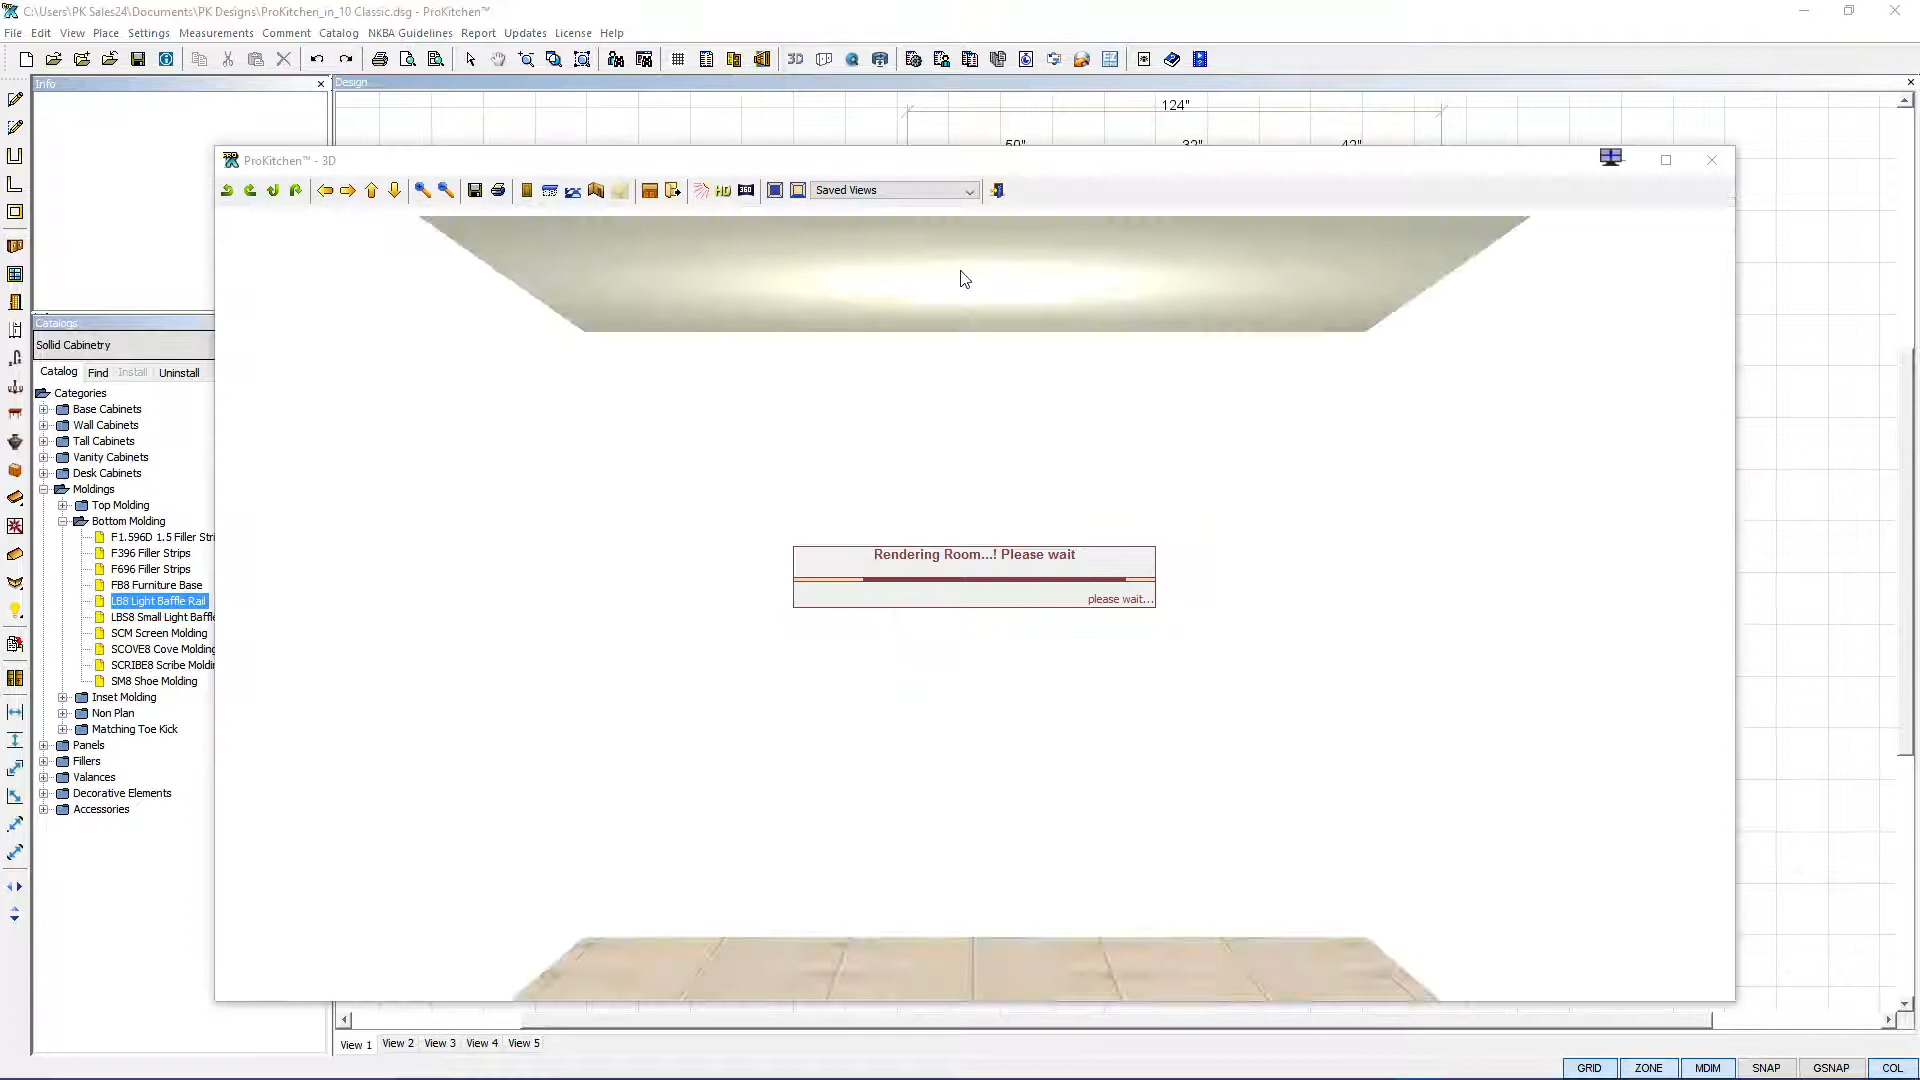 C:\Users\PK Sales24\Documents\PK Designs\ProKitchen_in_10 Classic.dsg - ProKitchen™
File Edit View Place Settings Measurements Comment Catalog NKBA Guidelines Report Updates License Help
3D
Info
Design
124"
ProKitchen™ - 3D
HD 360 Saved Views
Catalogs
Sollid Cabinetry
Catalog Find Install Uninstall
Categories
Base Cabinets
Wall Cabinets
Tall Cabinets
Vanity Cabinets
Desk Cabinets
Moldings
Top Molding
Bottom Molding
F1.596D 1.5 Filler Stri
F396 Filler Strips
F696 Filler Strips
FB8 Furniture Base
LB8 Light Baffle Rail
LBS8 Small Light Baffle
SCM Screen Molding
SCOVE8 Cove Molding
SCRIBE8 Scribe Moldin
SM8 Shoe Molding
Inset Molding
Non Plan
Matching Toe Kick
Panels
Fillers
Valances
Decorative Elements
Accessories
Rendering Room...! Please wait
please wait...
View 1 View 2 View 3 View 4 View 5
GRID ZONE MDIM SNAP GSNAP COL